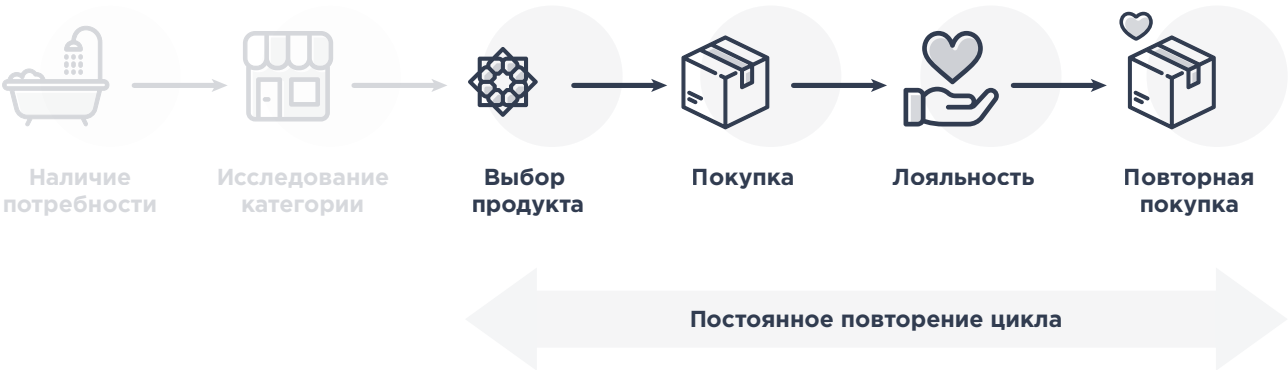 Наличие
потребности
Исследование
категории
Выбор
продукта
Покупка
Лояльность
Повторная
покупка
Постоянное повторение цикла